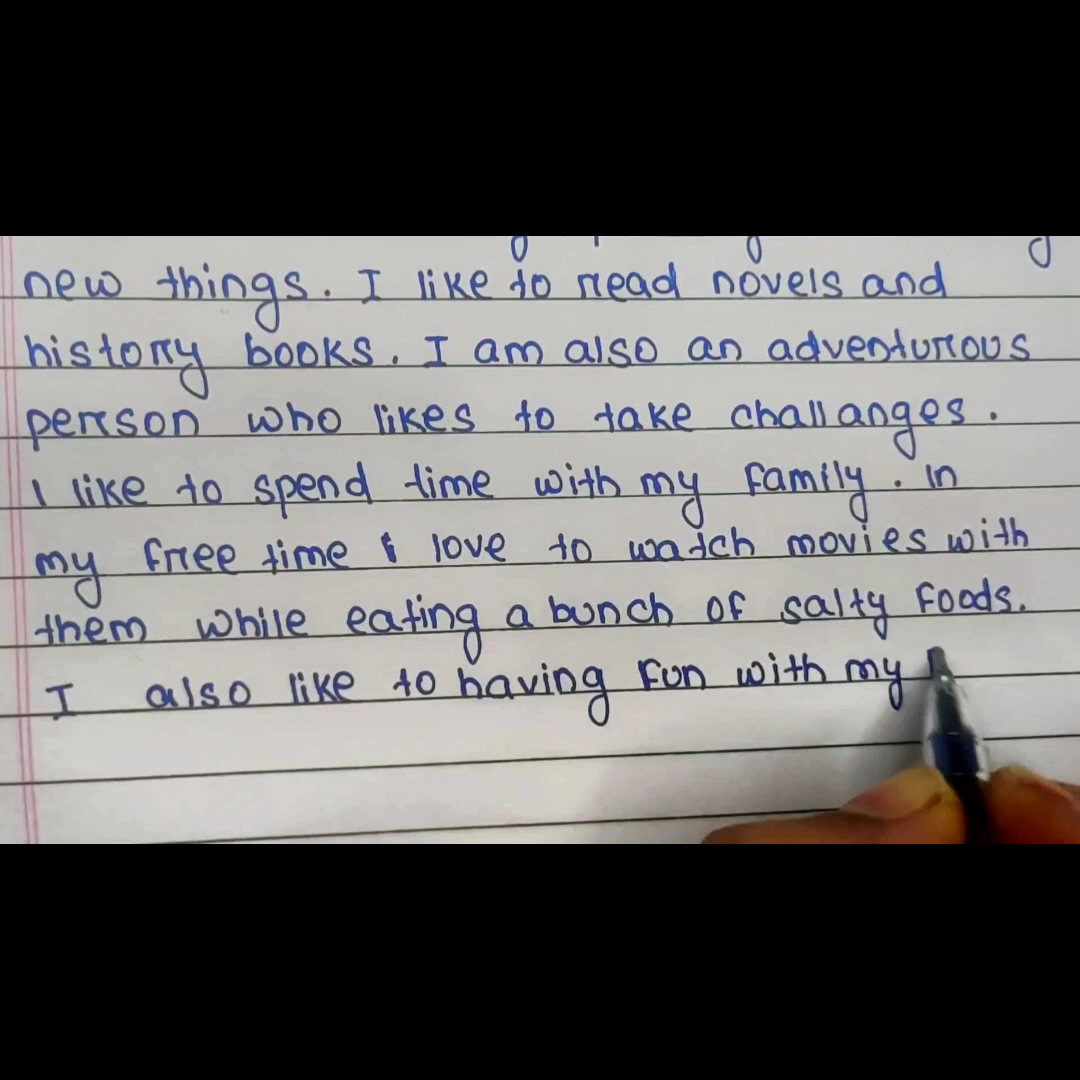 new things. I like to read novels and
history books. I am also an adventurous
person who likes to take challanges.
I like to spend time with my family. In
my free time I love to watch movies with
them while eating a bunch of salty foods.
I also like to having fun with my